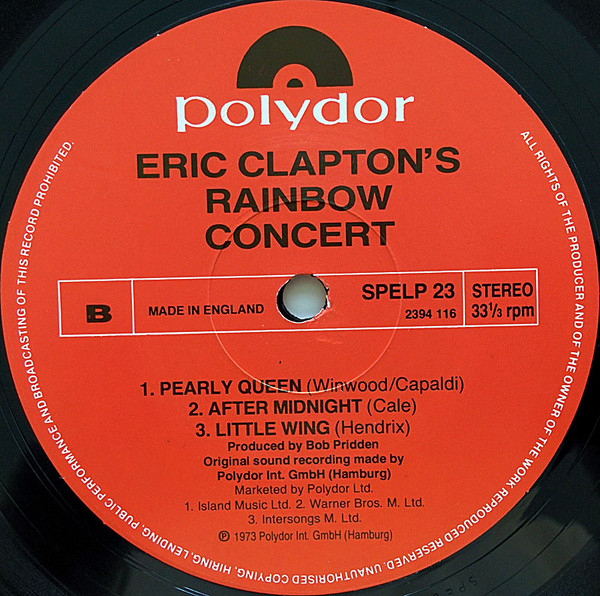 polydor
ERIC CLAPTON'S
RAINBOW
CONCERT
B
MADE IN ENGLAND
SPELP 23
2394 116
STEREO
33⅓ rpm
1. PEARLY QUEEN (Winwood/Capaldi)
2. AFTER MIDNIGHT (Cale)
3. LITTLE WING (Hendrix)
Produced by Bob Pridden
Original sound recording made by
Polydor Int. GmbH (Hamburg)
Marketed by Polydor Ltd.
1. Island Music Ltd. 2. Warner Bros. M. Ltd.
3. Intersongs M. Ltd.
℗ 1973 Polydor Int. GmbH (Hamburg)
ALL RIGHTS OF THE PRODUCER AND OF THE OWNER OF THE WORK REPRODUCED RESERVED. UNAUTHORISED COPYING, HIRING, LENDING, PUBLIC PERFORMANCE AND BROADCASTING OF THIS RECORD PROHIBITED.